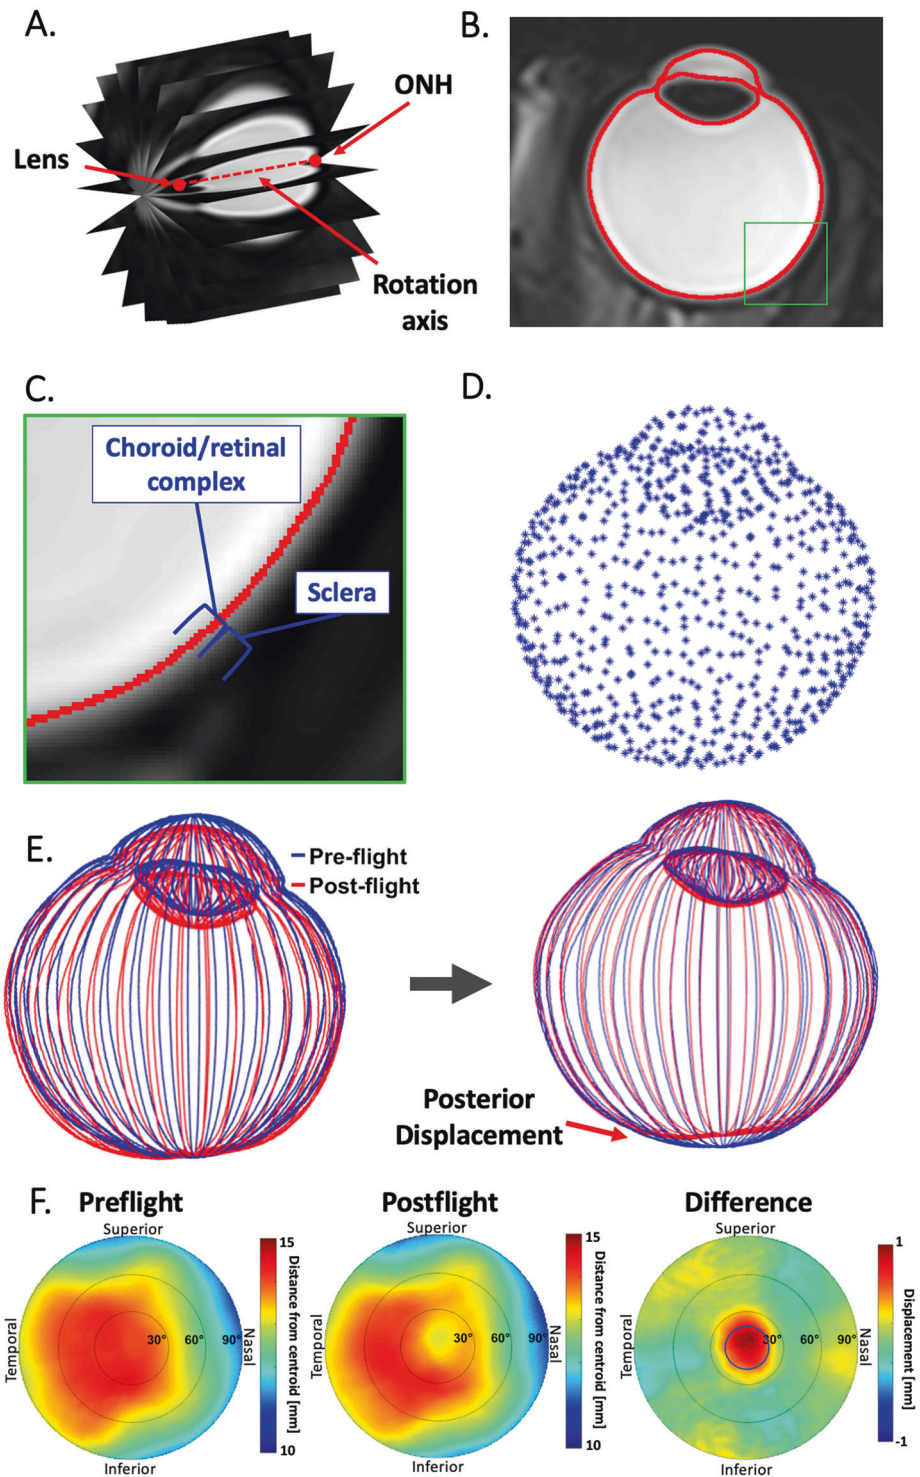 A.
B.
ONH
Lens
Rotation
axis
C.
D.
Choroid/retinal
complex
Sclera
E.
Pre-flight
Post-flight
Posterior
Displacement
F.
Preflight
Postflight
Difference
Superior
Superior
Superior
Temporal
30°
60°
90°
Nasal
15
Distance from centroid [mm]
10
Temporal
30°
60°
90°
Nasal
15
Distance from centroid [mm]
10
Temporal
30°
60°
90°
Nasal
1
Displacement [mm]
-1
Inferior
Inferior
Inferior